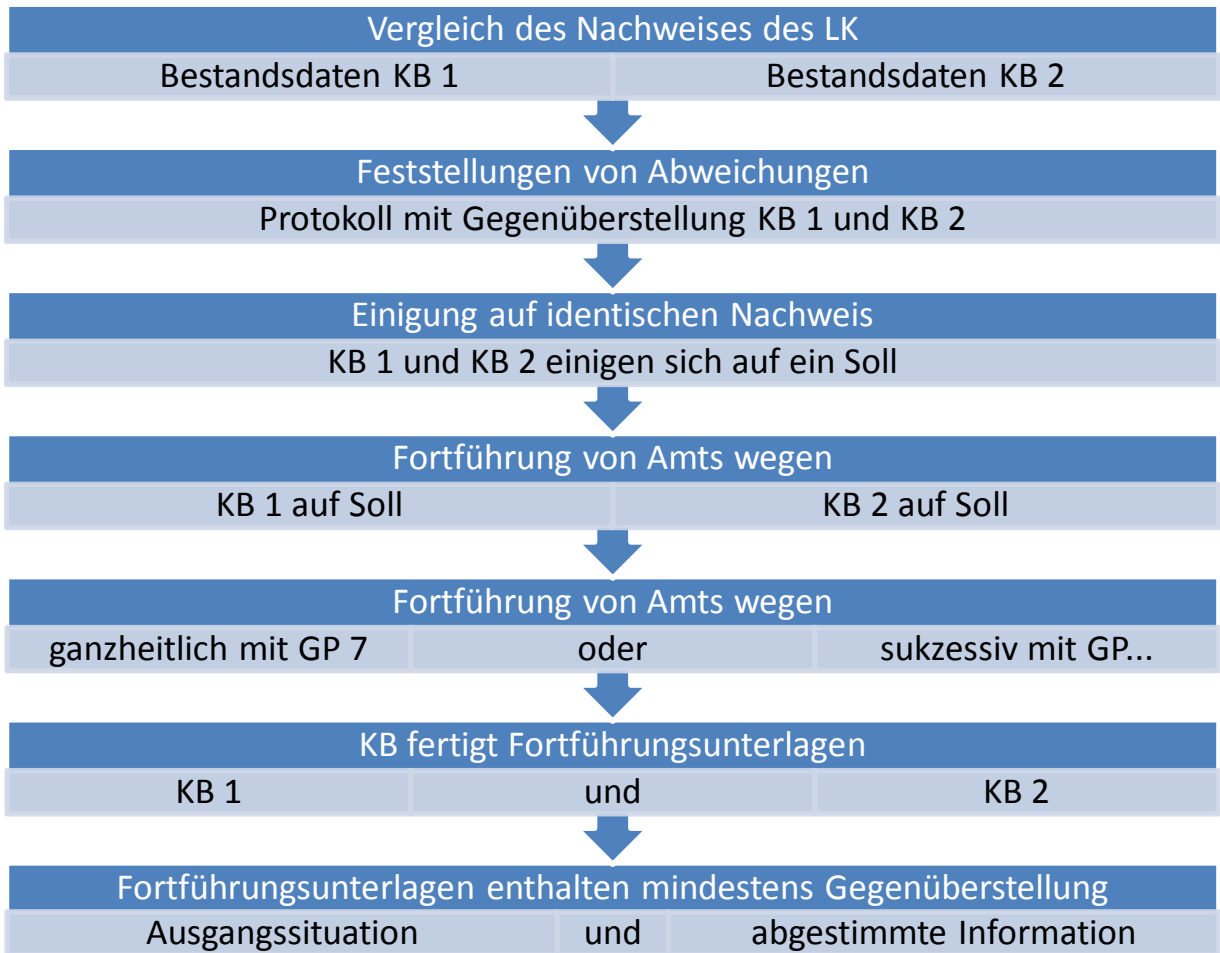 Vergleich des Nachweises des LK
Bestandsdaten KB 1 Bestandsdaten KB 2
Feststellungen von Abweichungen
Protokoll mit Gegenüberstellung KB 1 und KB 2
Einigung auf identischen Nachweis
KB 1 und KB 2 einigen sich auf ein Soll
Fortführung von Amts wegen
KB 1 auf Soll KB 2 auf Soll
Fortführung von Amts wegen
ganzheitlich mit GP 7 oder sukzessiv mit GP...
KB fertigt Fortführungsunterlagen
KB 1 und KB 2
Fortführungsunterlagen enthalten mindestens Gegenüberstellung
Ausgangssituation und abgestimmte Information